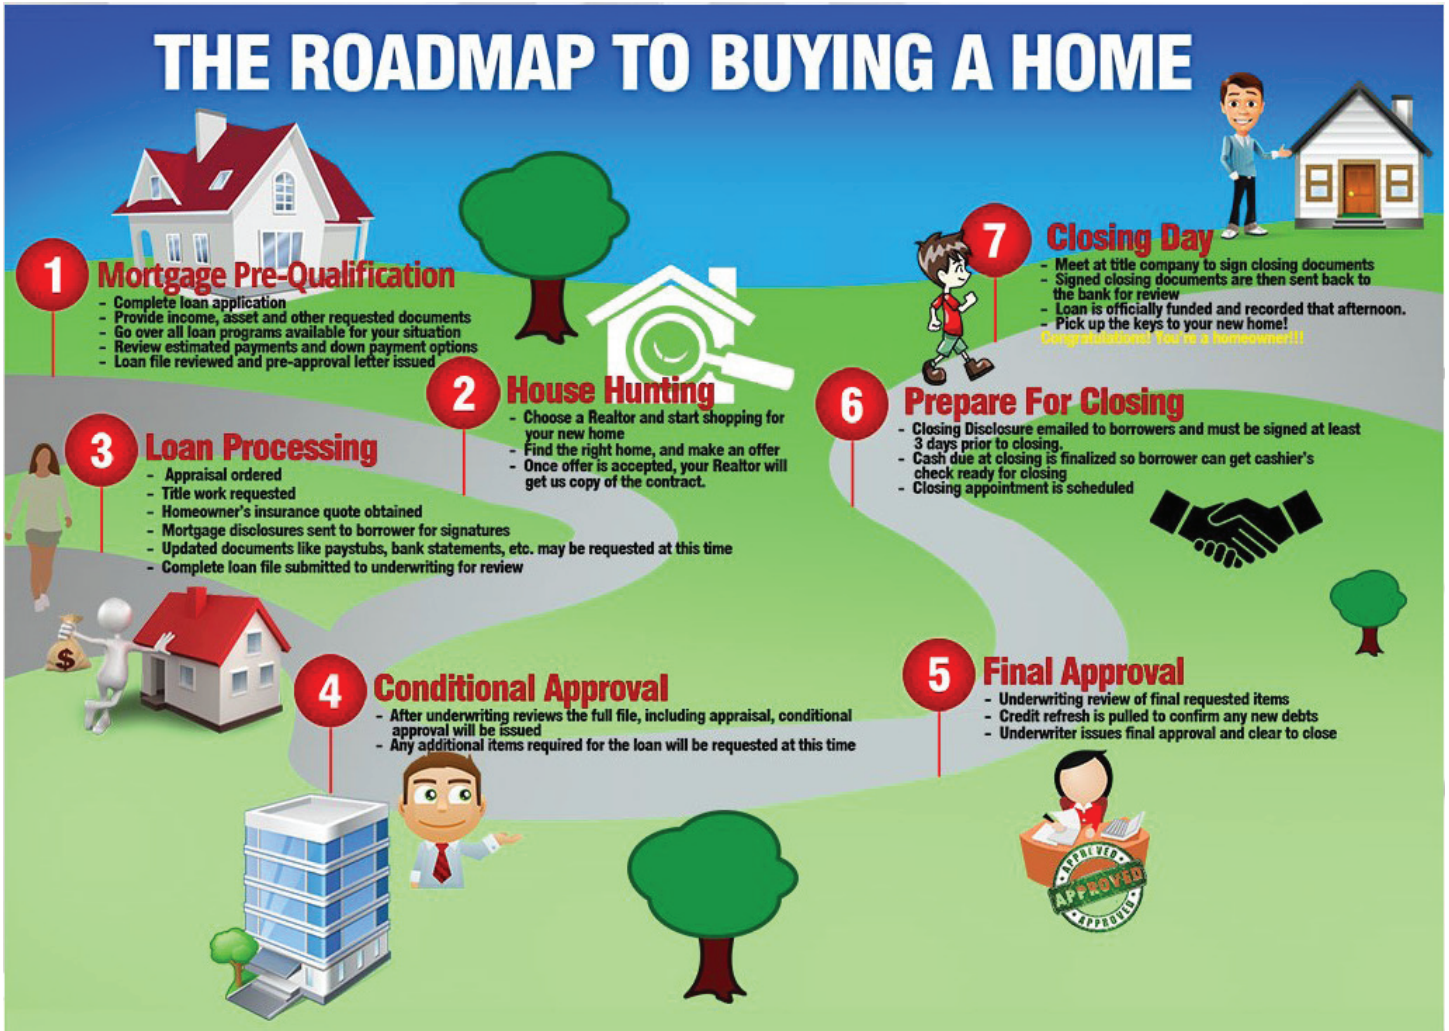 THE ROADMAP TO BUYING A HOME
1
Mortgage Pre-Qualification
- Complete loan application
- Provide income, asset and other requested documents
- Go over all loan programs available for your situation
- Review estimated payments and down payment options
- Loan file reviewed and pre-approval letter issued
2
House Hunting
- Choose a Realtor and start shopping for
your new home
- Find the right home, and make an offer
- Once offer is accepted, your Realtor will
get us copy of the contract.
3
Loan Processing
- Appraisal ordered
- Title work requested
- Homeowner's insurance quote obtained
- Mortgage disclosures sent to borrower for signatures
- Updated documents like paystubs, bank statements, etc. may be requested at this time
- Complete loan file submitted to underwriting for review
$
4
Conditional Approval
- After underwriting reviews the full file, including appraisal, conditional
approval will be issued
- Any additional items required for the loan will be requested at this time
5
Final Approval
- Underwriting review of final requested items
- Credit refresh is pulled to confirm any new debts
- Underwriter issues final approval and clear to close
APPROVED
APPROVED
APPROVED
6
Prepare For Closing
- Closing Disclosure emailed to borrowers and must be signed at least
3 days prior to closing.
- Cash due at closing is finalized so borrower can get cashier's
check ready for closing
- Closing appointment is scheduled
7
Closing Day
- Meet at title company to sign closing documents
- Signed closing documents are then sent back to
the bank for review
- Loan is officially funded and recorded that afternoon.
- Pick up the keys to your new home!
Congratulations! You're a homeowner!!!